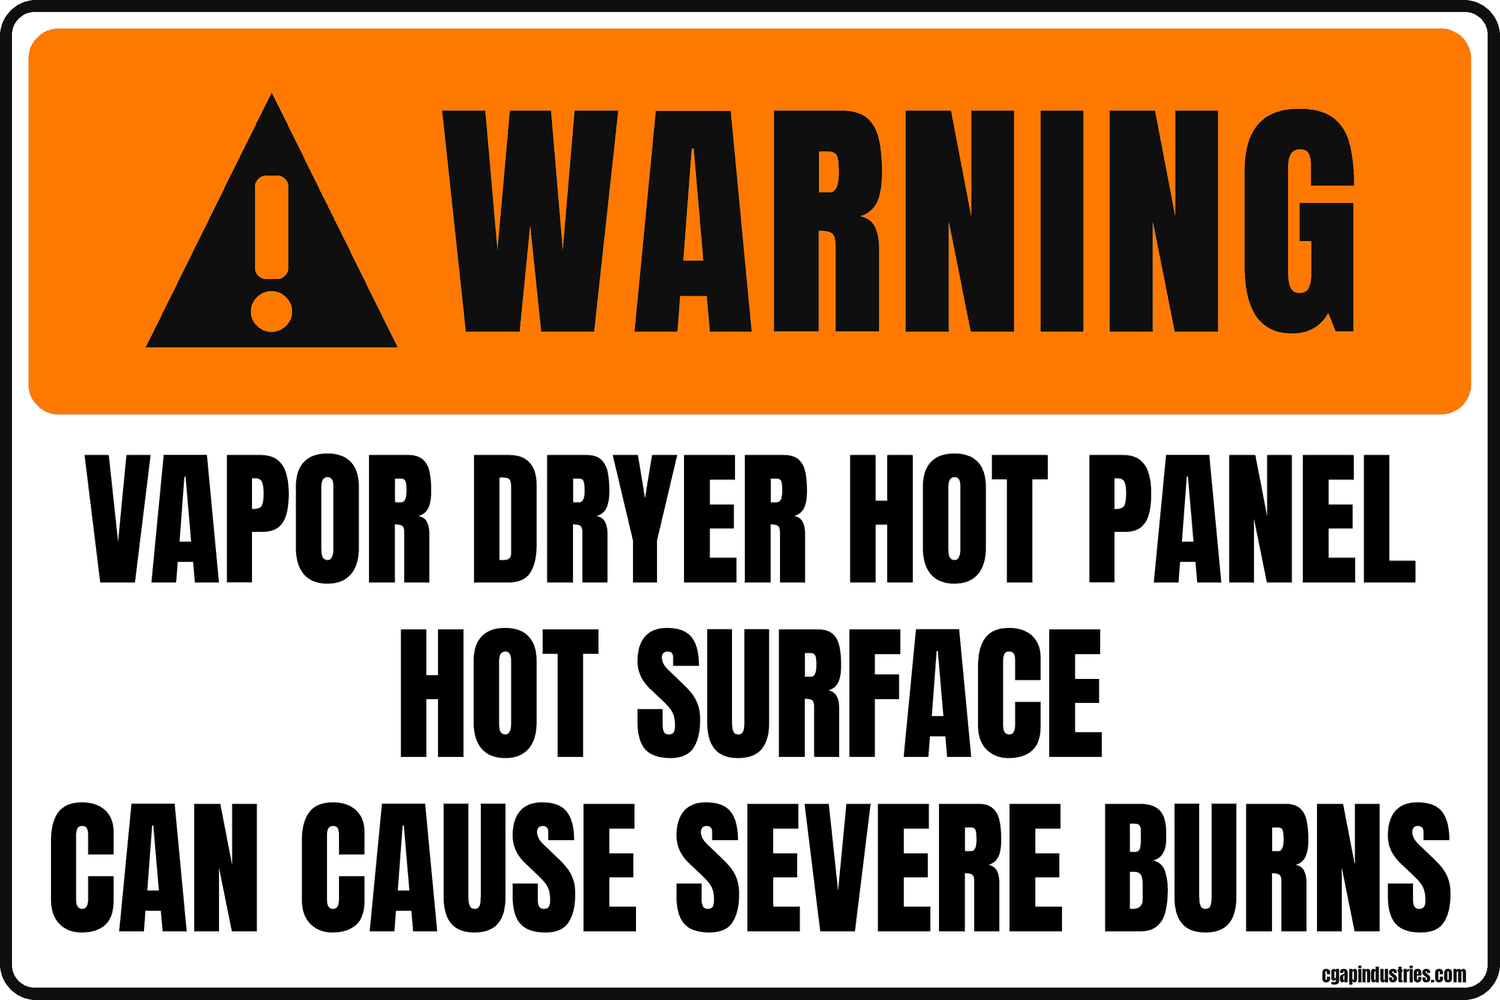 WARNING
VAPOR DRYER HOT PANEL
HOT SURFACE
CAN CAUSE SEVERE BURNS
cgapindustries.com